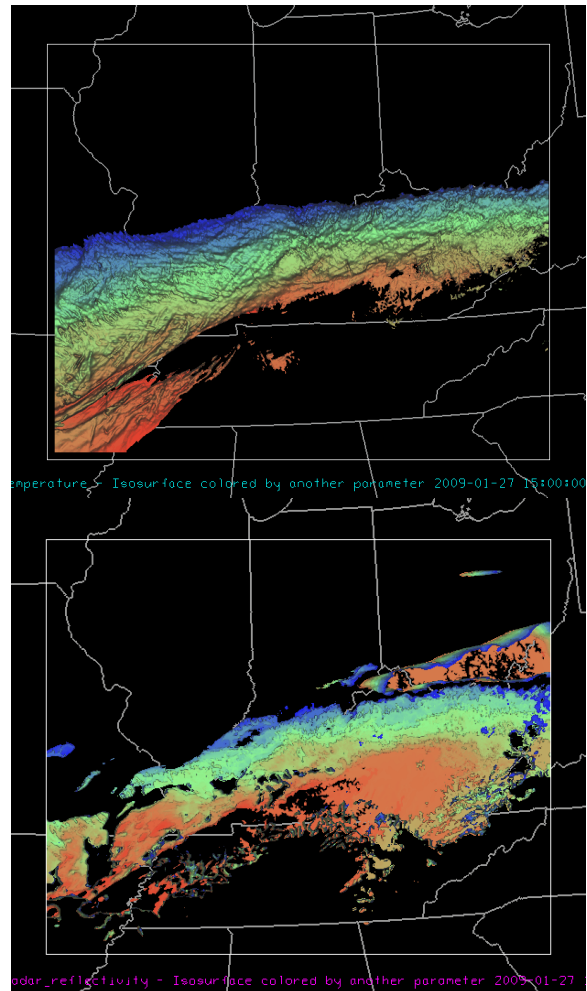 emperature - Isosurface colored by another parameter 2009-01-27 15:00:00
adar_reflectivity - Isosurface colored by another parameter 2009-01-27